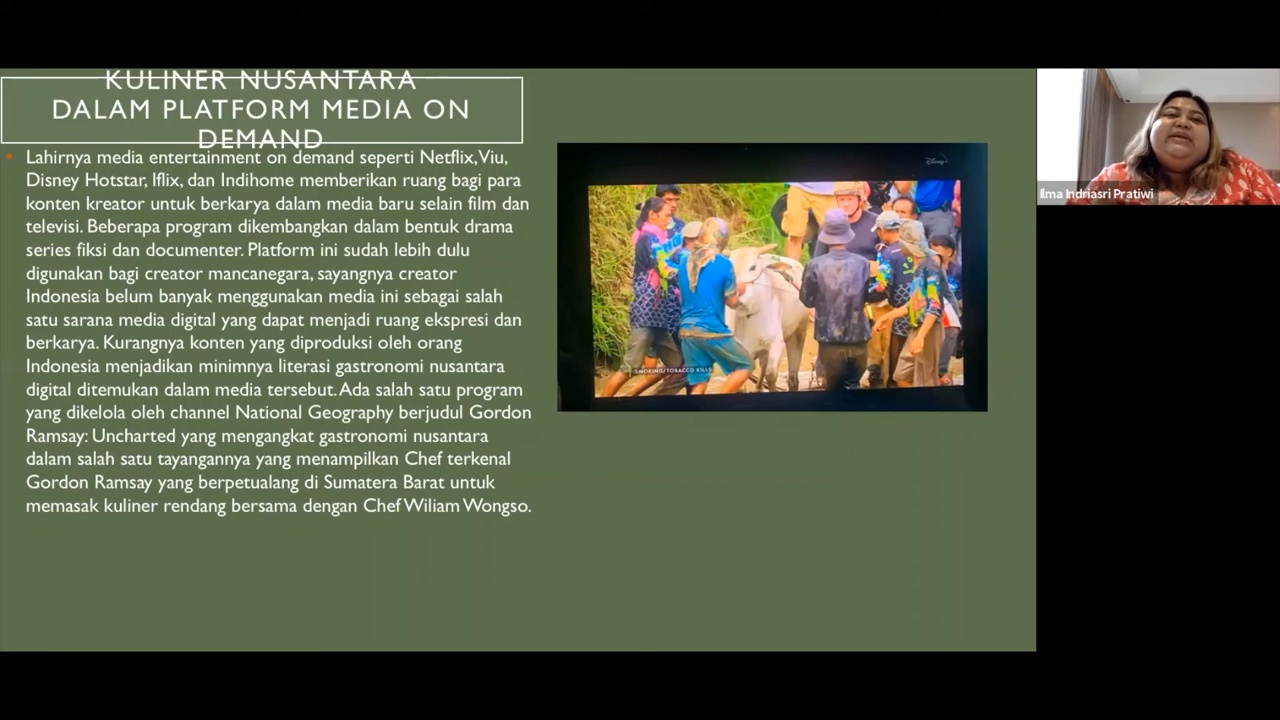 KULINER NUSANTARA
DALAM PLATFORM MEDIA ON
DEMAND
Lahirnya media entertainment on demand seperti Netflix, Viu,
Disney Hotstar, Iflix, dan Indihome memberikan ruang bagi para
konten kreator untuk berkarya dalam media baru selain film dan
televisi. Beberapa program dikembangkan dalam bentuk drama
series fiksi dan documenter. Platform ini sudah lebih dulu
digunakan bagi creator mancanegara, sayangnya creator
Indonesia belum banyak menggunakan media ini sebagai salah
satu sarana media digital yang dapat menjadi ruang ekspresi dan
berkarya. Kurangnya konten yang diproduksi oleh orang
Indonesia menjadikan minimnya literasi gastronomi nusantara
digital ditemukan dalam media tersebut. Ada salah satu program
yang dikelola oleh channel National Geography berjudul Gordon
Ramsay: Uncharted yang mengangkat gastronomi nusantara
dalam salah satu tayangannya yang menampilkan Chef terkenal
Gordon Ramsay yang berpetualang di Sumatera Barat untuk
memasak kuliner rendang bersama dengan Chef Wiliam Wongso.
Disney+
SMOKING/TOBACCO KILLS
Ilma Indriasri Pratiwi